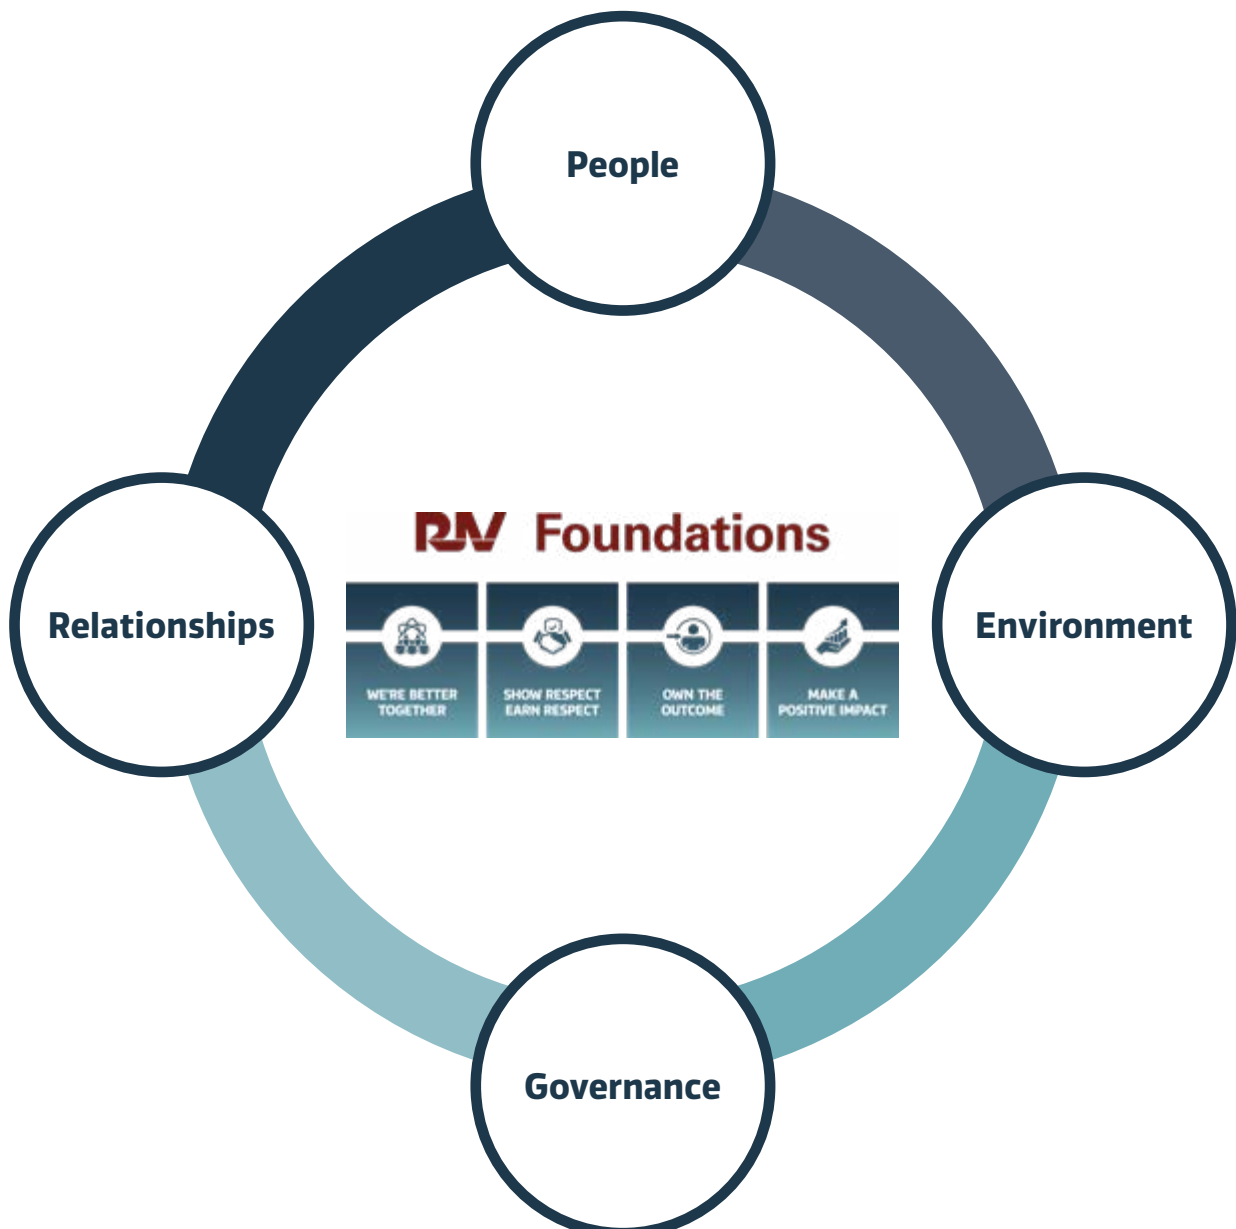 People
Relationships
RJV Foundations
WE'RE BETTER
TOGETHER
SHOW RESPECT
EARN RESPECT
OWN THE
OUTCOME
MAKE A
POSITIVE IMPACT
Environment
Governance